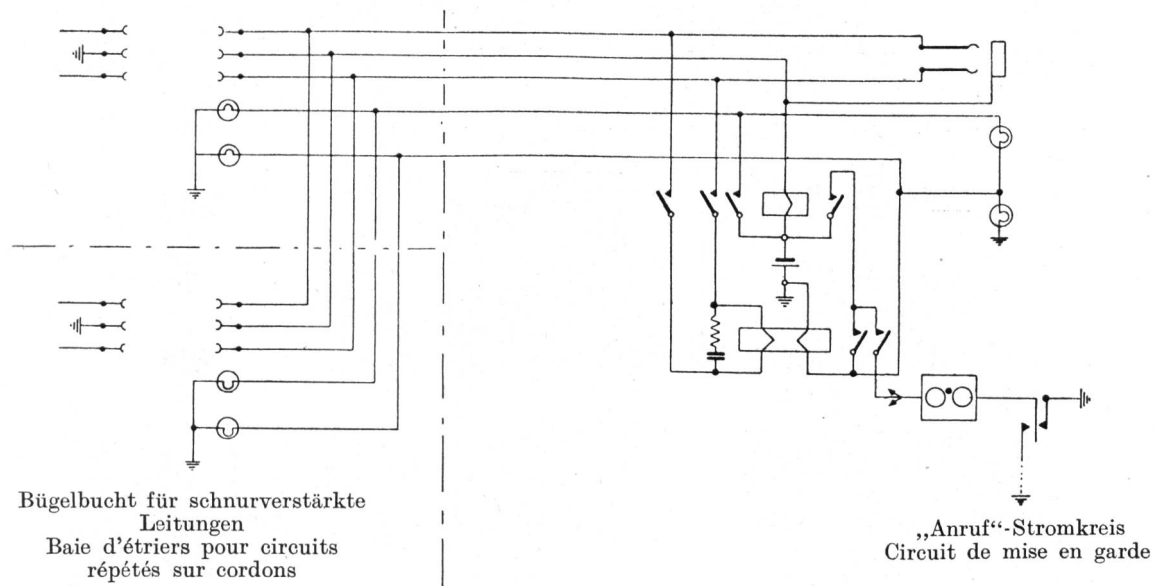 Bügelbucht für schnurverstärkte
Leitungen
Baie d'étriers pour circuits
répétés sur cordons
„Anruf“-Stromkreis
Circuit de mise en garde